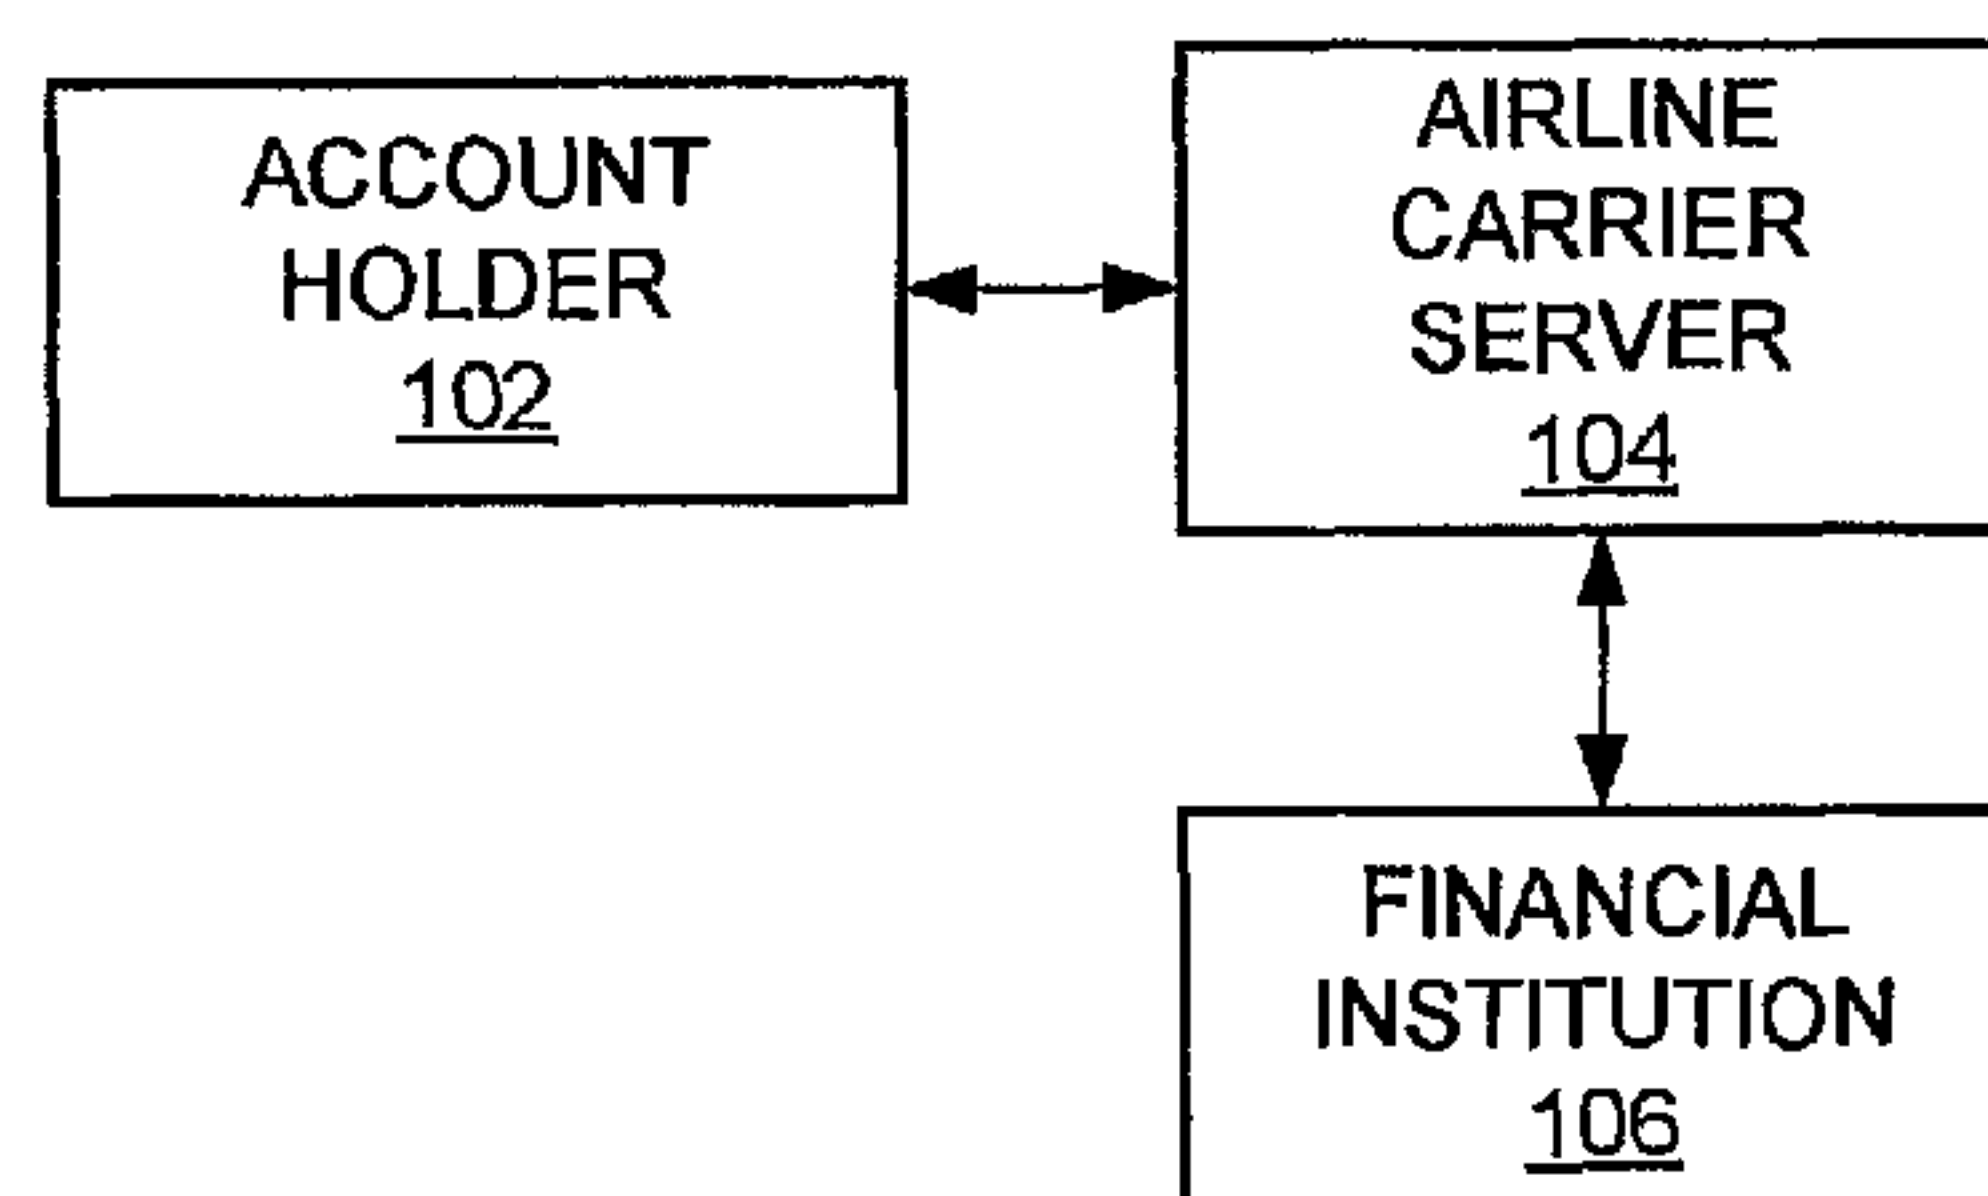 ACCOUNT
HOLDER
102
AIRLINE
CARRIER
SERVER
104
FINANCIAL
INSTITUTION
106